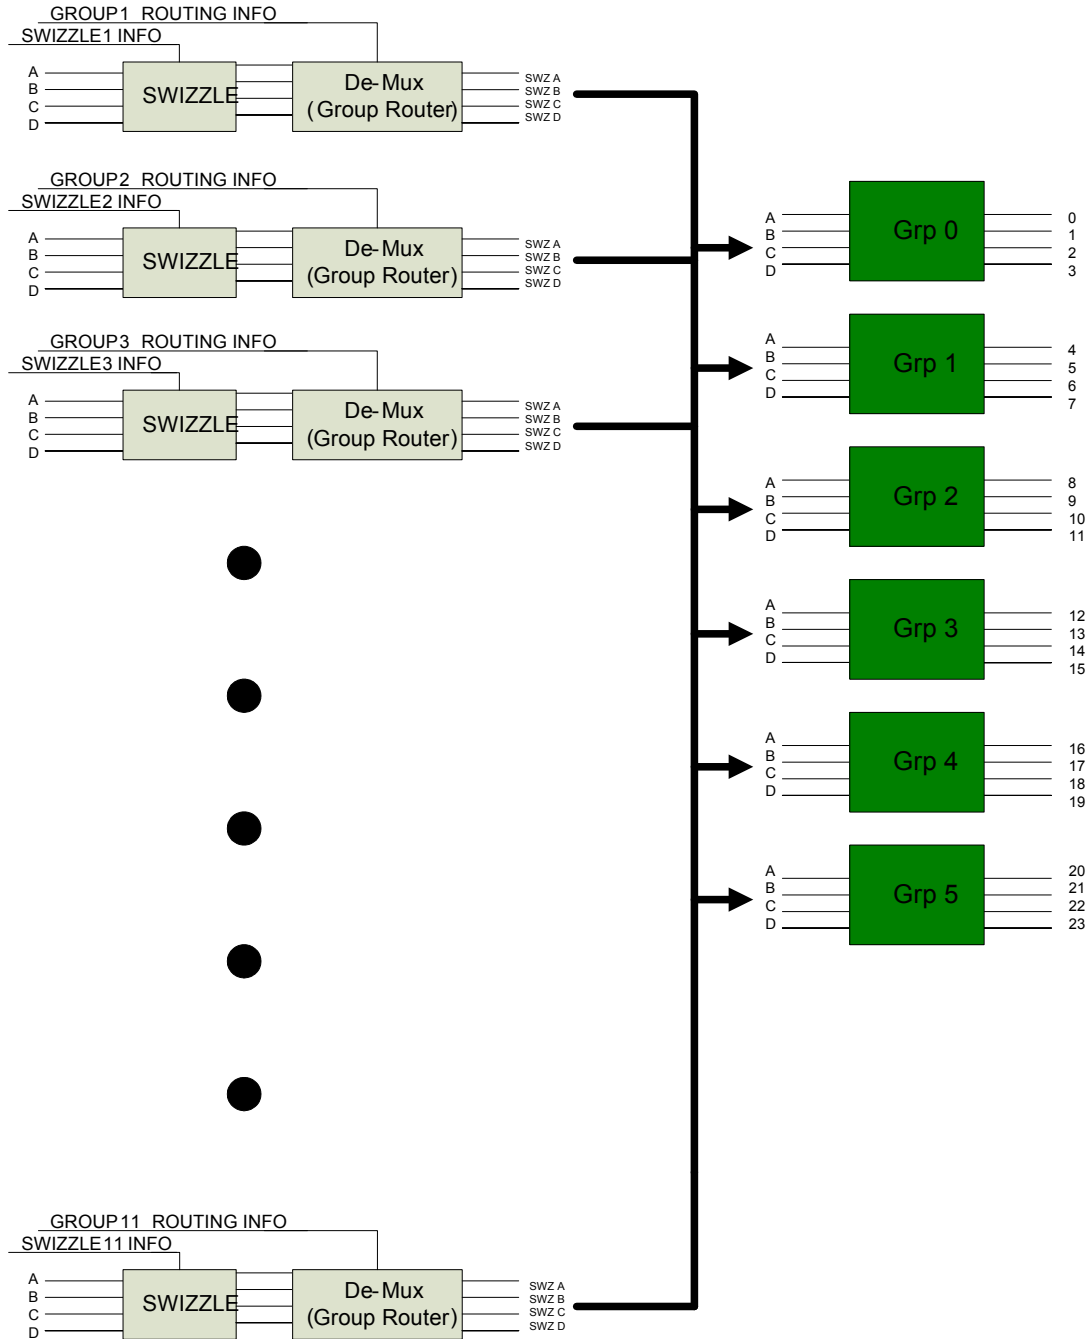 GROUP1 ROUTING INFO
SWIZZLE1 INFO
A
B
C
D
SWIZZLE
De-Mux
(Group Router)
SWZ A
SWZ B
SWZ C
SWZ D
GROUP2 ROUTING INFO
SWIZZLE2 INFO
A
B
C
D
SWIZZLE
De-Mux
(Group Router)
SWZ A
SWZ B
SWZ C
SWZ D
GROUP3 ROUTING INFO
SWIZZLE3 INFO
A
B
C
D
SWIZZLE
De-Mux
(Group Router)
SWZ A
SWZ B
SWZ C
SWZ D
GROUP11 ROUTING INFO
SWIZZLE11 INFO
A
B
C
D
SWIZZLE
De-Mux
(Group Router)
SWZ A
SWZ B
SWZ C
SWZ D
A
B
C
D
Grp 0
0
1
2
3
A
B
C
D
Grp 1
4
5
6
7
A
B
C
D
Grp 2
8
9
10
11
A
B
C
D
Grp 3
12
13
14
15
A
B
C
D
Grp 4
16
17
18
19
A
B
C
D
Grp 5
20
21
22
23